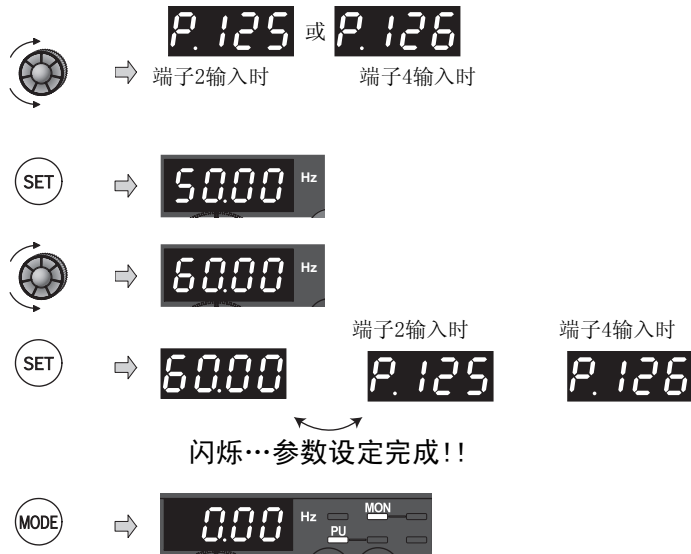 P.125 或 P.126
端子2输入时 端子4输入时
SET
50.00 Hz
60.00 Hz
端子2输入时 端子4输入时
SET
60.00 P.125 P.126
闪烁…参数设定完成!!
MODE
0.00 Hz MON
PU